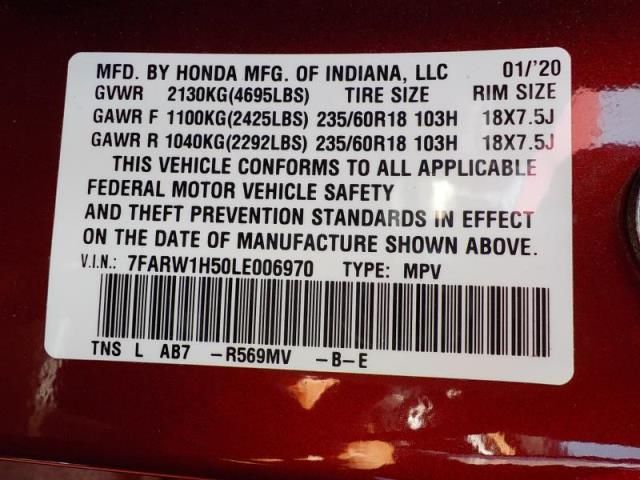 MFD. BY HONDA MFG. OF INDIANA, LLC 01/'20
GVWR 2130KG(4695LBS) TIRE SIZE RIM SIZE
GAWR F 1100KG(2425LBS) 235/60R18 103H 18X7.5J
GAWR R 1040KG(2292LBS) 235/60R18 103H 18X7.5J
THIS VEHICLE CONFORMS TO ALL APPLICABLE
FEDERAL MOTOR VEHICLE SAFETY
AND THEFT PREVENTION STANDARDS IN EFFECT
ON THE DATE OF MANUFACTURE SHOWN ABOVE.
V.I.N.: 7FARW1H50LE006970 TYPE: MPV
TNS L AB7 -R569MV -B-E